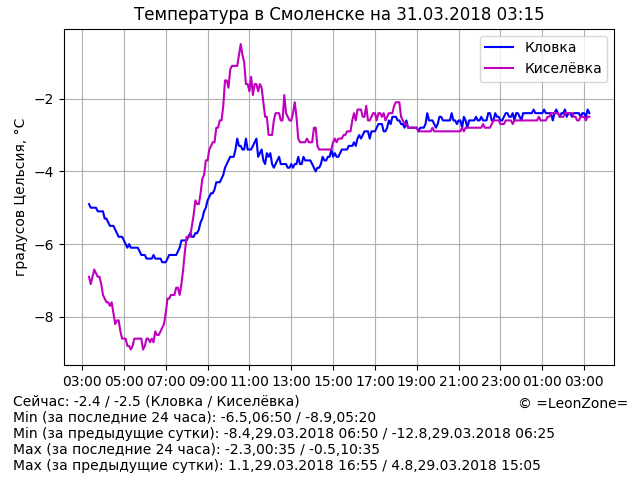 Температура в Смоленске на 31.03.2018 03:15
Кловка
Киселёвка
градусов Цельсия, °C
−2
−4
−6
−8
03:00 05:00 07:00 09:00 11:00 13:00 15:00 17:00 19:00 21:00 23:00 01:00 03:00
Сейчас: -2.4 / -2.5 (Кловка / Киселёвка)
© =LeonZone=
Min (за последние 24 часа): -6.5,06:50 / -8.9,05:20
Min (за предыдущие сутки): -8.4,29.03.2018 06:50 / -12.8,29.03.2018 06:25
Max (за последние 24 часа): -2.3,00:35 / -0.5,10:35
Max (за предыдущие сутки): 1.1,29.03.2018 16:55 / 4.8,29.03.2018 15:05